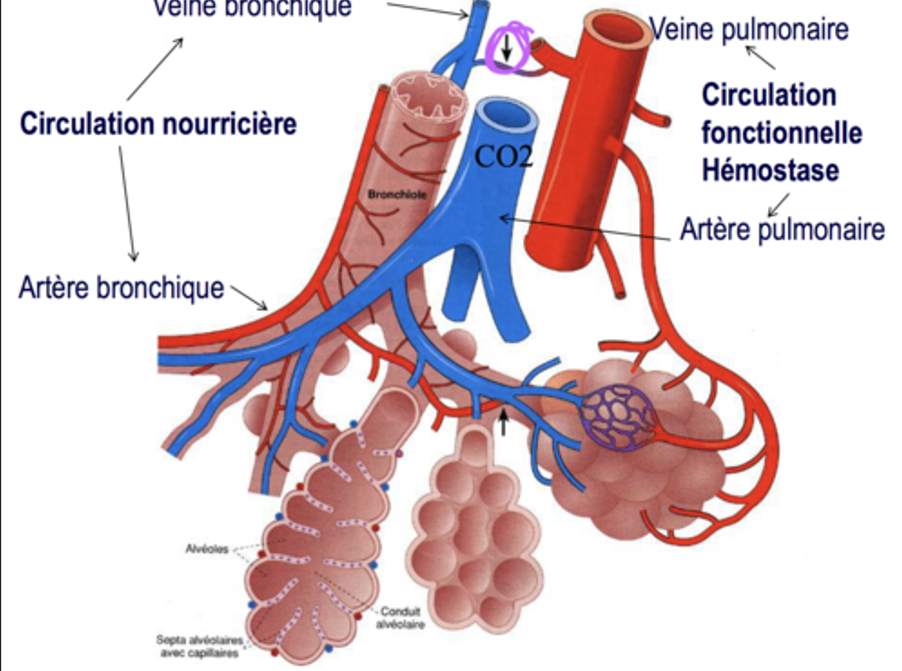 Veine bronchique
Veine pulmonaire
Circulation
fonctionnelle
Hémostase
Circulation nourricière
CO2
Bronchiole
Artère pulmonaire
Artère bronchique
Alvéoles
Conduit
alvéolaire
Septa alvéolaires
avec capillaires